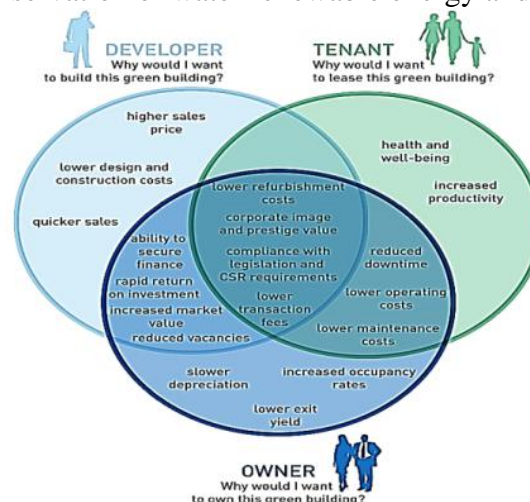 DEVELOPER
Why would I want
to build this green building?
TENANT
Why would I want
to lease this green building?
higher sales
price
lower design and
construction costs
quicker sales
health and
well-being
increased
productivity
lower refurbishment
costs
corporate image
and prestige value
compliance with
legislation and
CSR requirements
lower
transaction
fees
ability to
secure
finance
rapid return
on investment
increased market
value
reduced vacancies
reduced
downtime
lower operating
costs
lower maintenance
costs
slower
depreciation
increased occupancy
rates
lower exit
yield
OWNER
Why would I want
to own this green building?